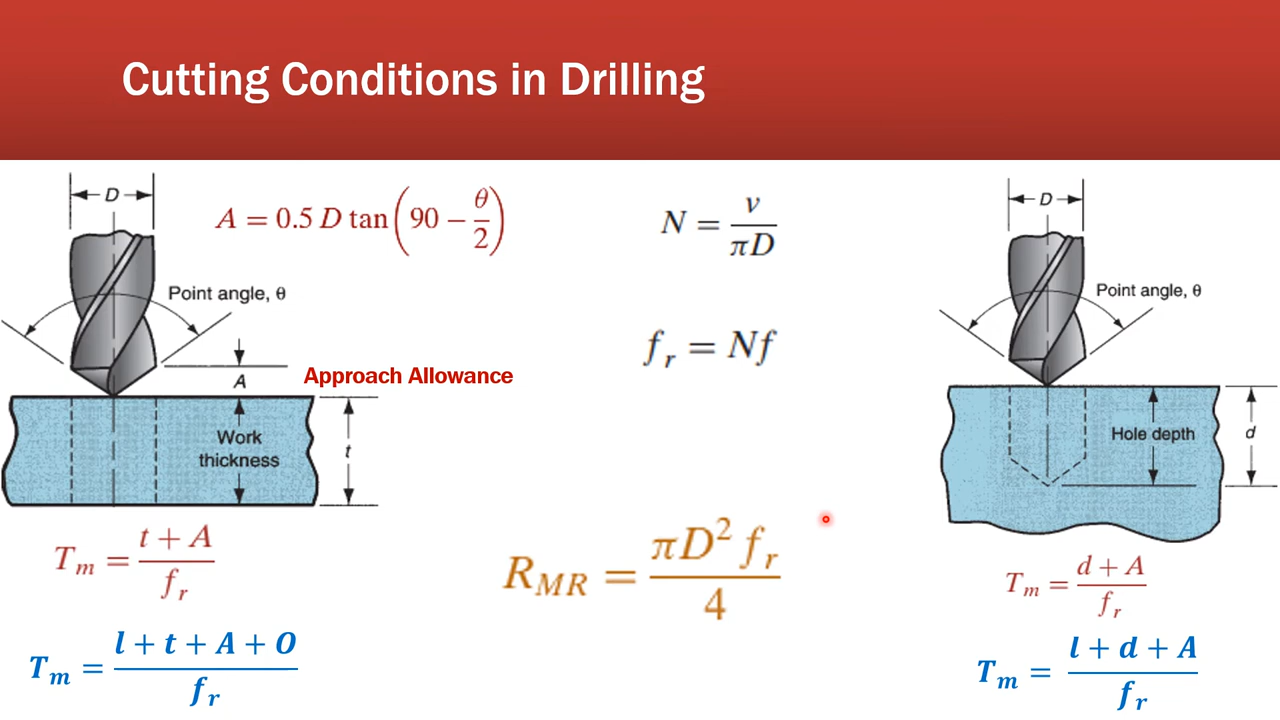 Cutting Conditions in Drilling
D
A = 0.5 D tan(90 − θ/2)
Point angle, θ
A
Approach Allowance
Work
thickness
t
T_m = (t + A)/f_r
T_m = (l + t + A + O)/f_r
N = v/πD
f_r = Nf
R_MR = πD² f_r/4
D
Point angle, θ
Hole depth
d
T_m = (d + A)/f_r
T_m = (l + d + A)/f_r